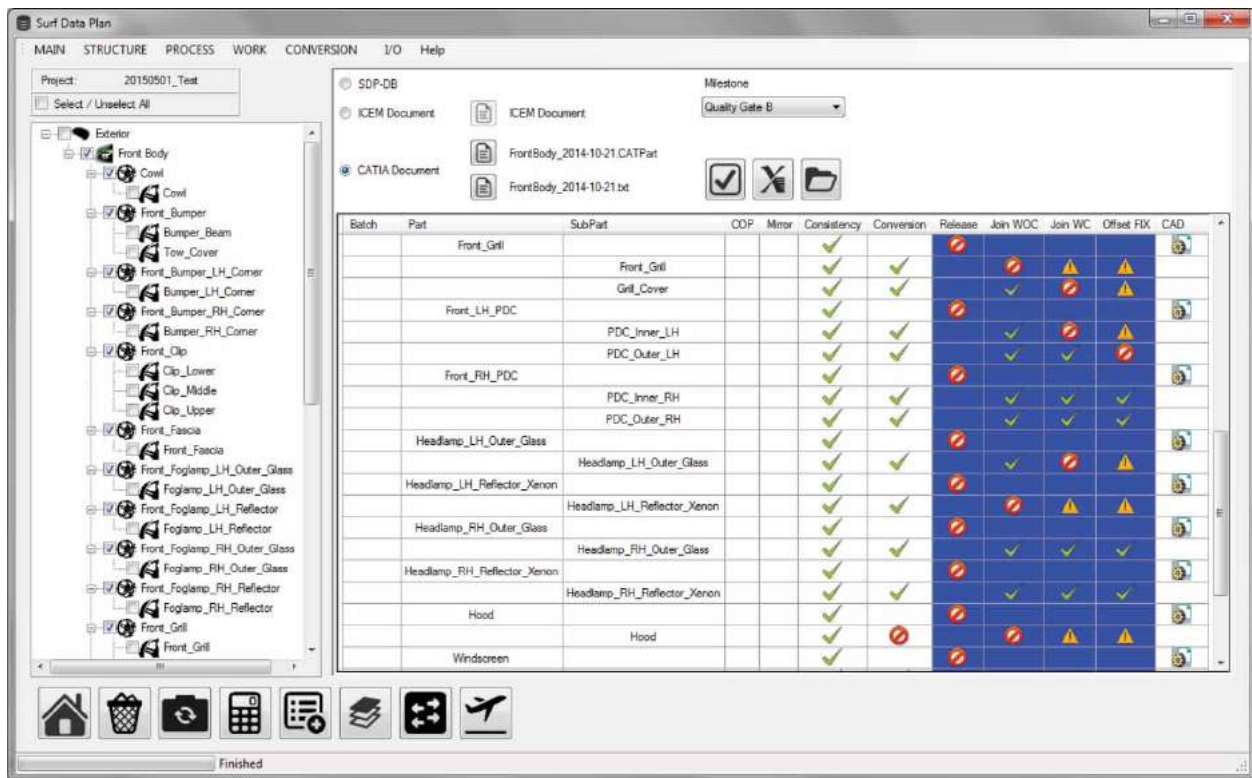 Surf Data Plan
MAIN STRUCTURE PROCESS WORK CONVERSION I/O Help
Project: 20150501_Teat
Select / Unselect All
Exterior
Front Body
Cowl
Cowl
Front_Bumper
Bumper_Beam
Tow_Cover
Front_Bumper_LH_Corner
Bumper_LH_Corner
Front_Bumper_RH_Corner
Bumper_RH_Corner
Front_Clip
Clip_Lower
Clip_Middle
Clip_Upper
Front_Fascia
Front_Fascia
Front_Foglamp_LH_Outer_Glass
Foglamp_LH_Outer_Glass
Front_Foglamp_LH_Reflector
Foglamp_LH_Reflector
Front_Foglamp_RH_Outer_Glass
Foglamp_RH_Outer_Glass
Front_Foglamp_RH_Reflector
Foglamp_RH_Reflector
Front_Grill
Front_Grill
SDP-DB
Milestone
ICEM Document ICEM Document
Quality Gate B
FrontBody_2014-10-21.CATPart
CATIA Document
FrontBody_2014-10-21.txt
Batch Part SubPart COP Mirror Consistency Conversion Release Join WOC Join WC Offset FIX CAD
Front_Grill
Front_Grill
Grill_Cover
Front_LH_PDC
PDC_Inner_LH
PDC_Outer_LH
Front_RH_PDC
PDC_Inner_RH
PDC_Outer_RH
Headlamp_LH_Outer_Glass
Headlamp_LH_Outer_Glass
Headlamp_LH_Reflector_Xenon
Headlamp_LH_Reflector_Xenon
Headlamp_RH_Outer_Glass
Headlamp_RH_Outer_Glass
Headlamp_RH_Reflector_Xenon
Headlamp_RH_Reflector_Xenon
Hood
Hood
Windscreen
Finished